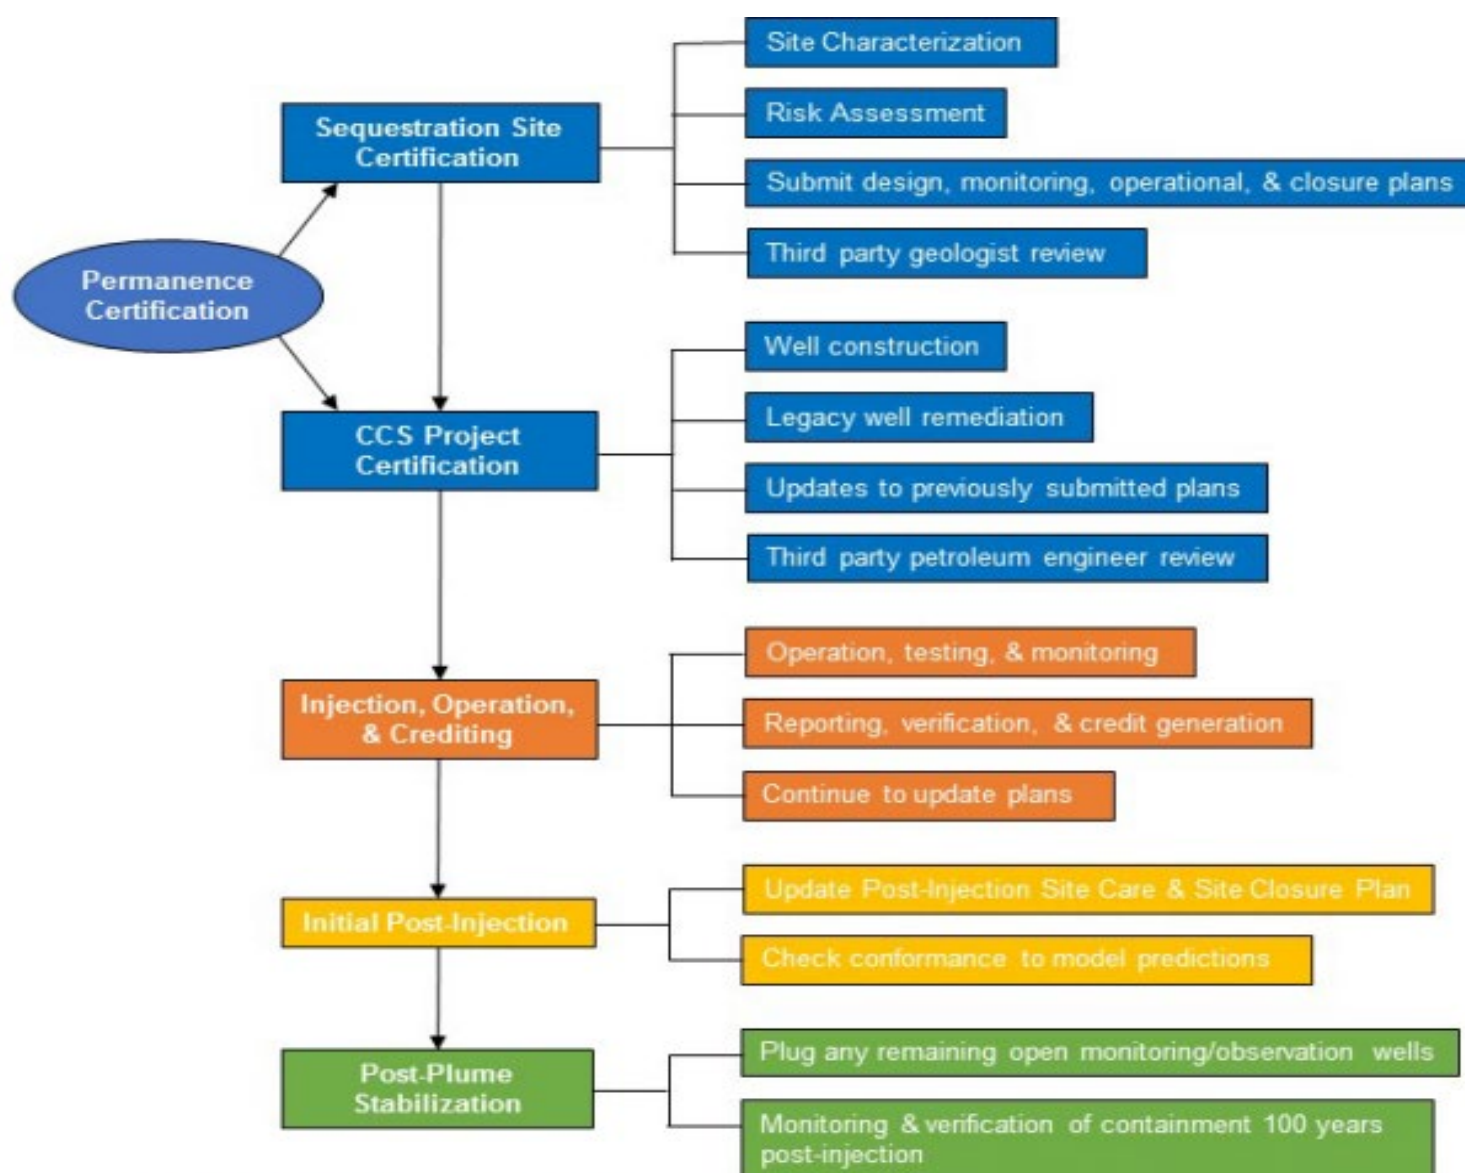 Site Characterization
Risk Assessment
Sequestration Site
Certification
Submit design, monitoring, operational, & closure plans
Third party geologist review
Permanence
Certification
Well construction
Legacy well remediation
CCS Project
Certification
Updates to previously submitted plans
Third party petroleum engineer review
Operation, testing, & monitoring
Injection, Operation,
& Crediting
Reporting, verification, & credit generation
Continue to update plans
Update Post-Injection Site Care & Site Closure Plan
Initial Post-Injection
Check conformance to model predictions
Plug any remaining open monitoring/observation wells
Post-Plume
Stabilization
Monitoring & verification of containment 100 years
post-injection